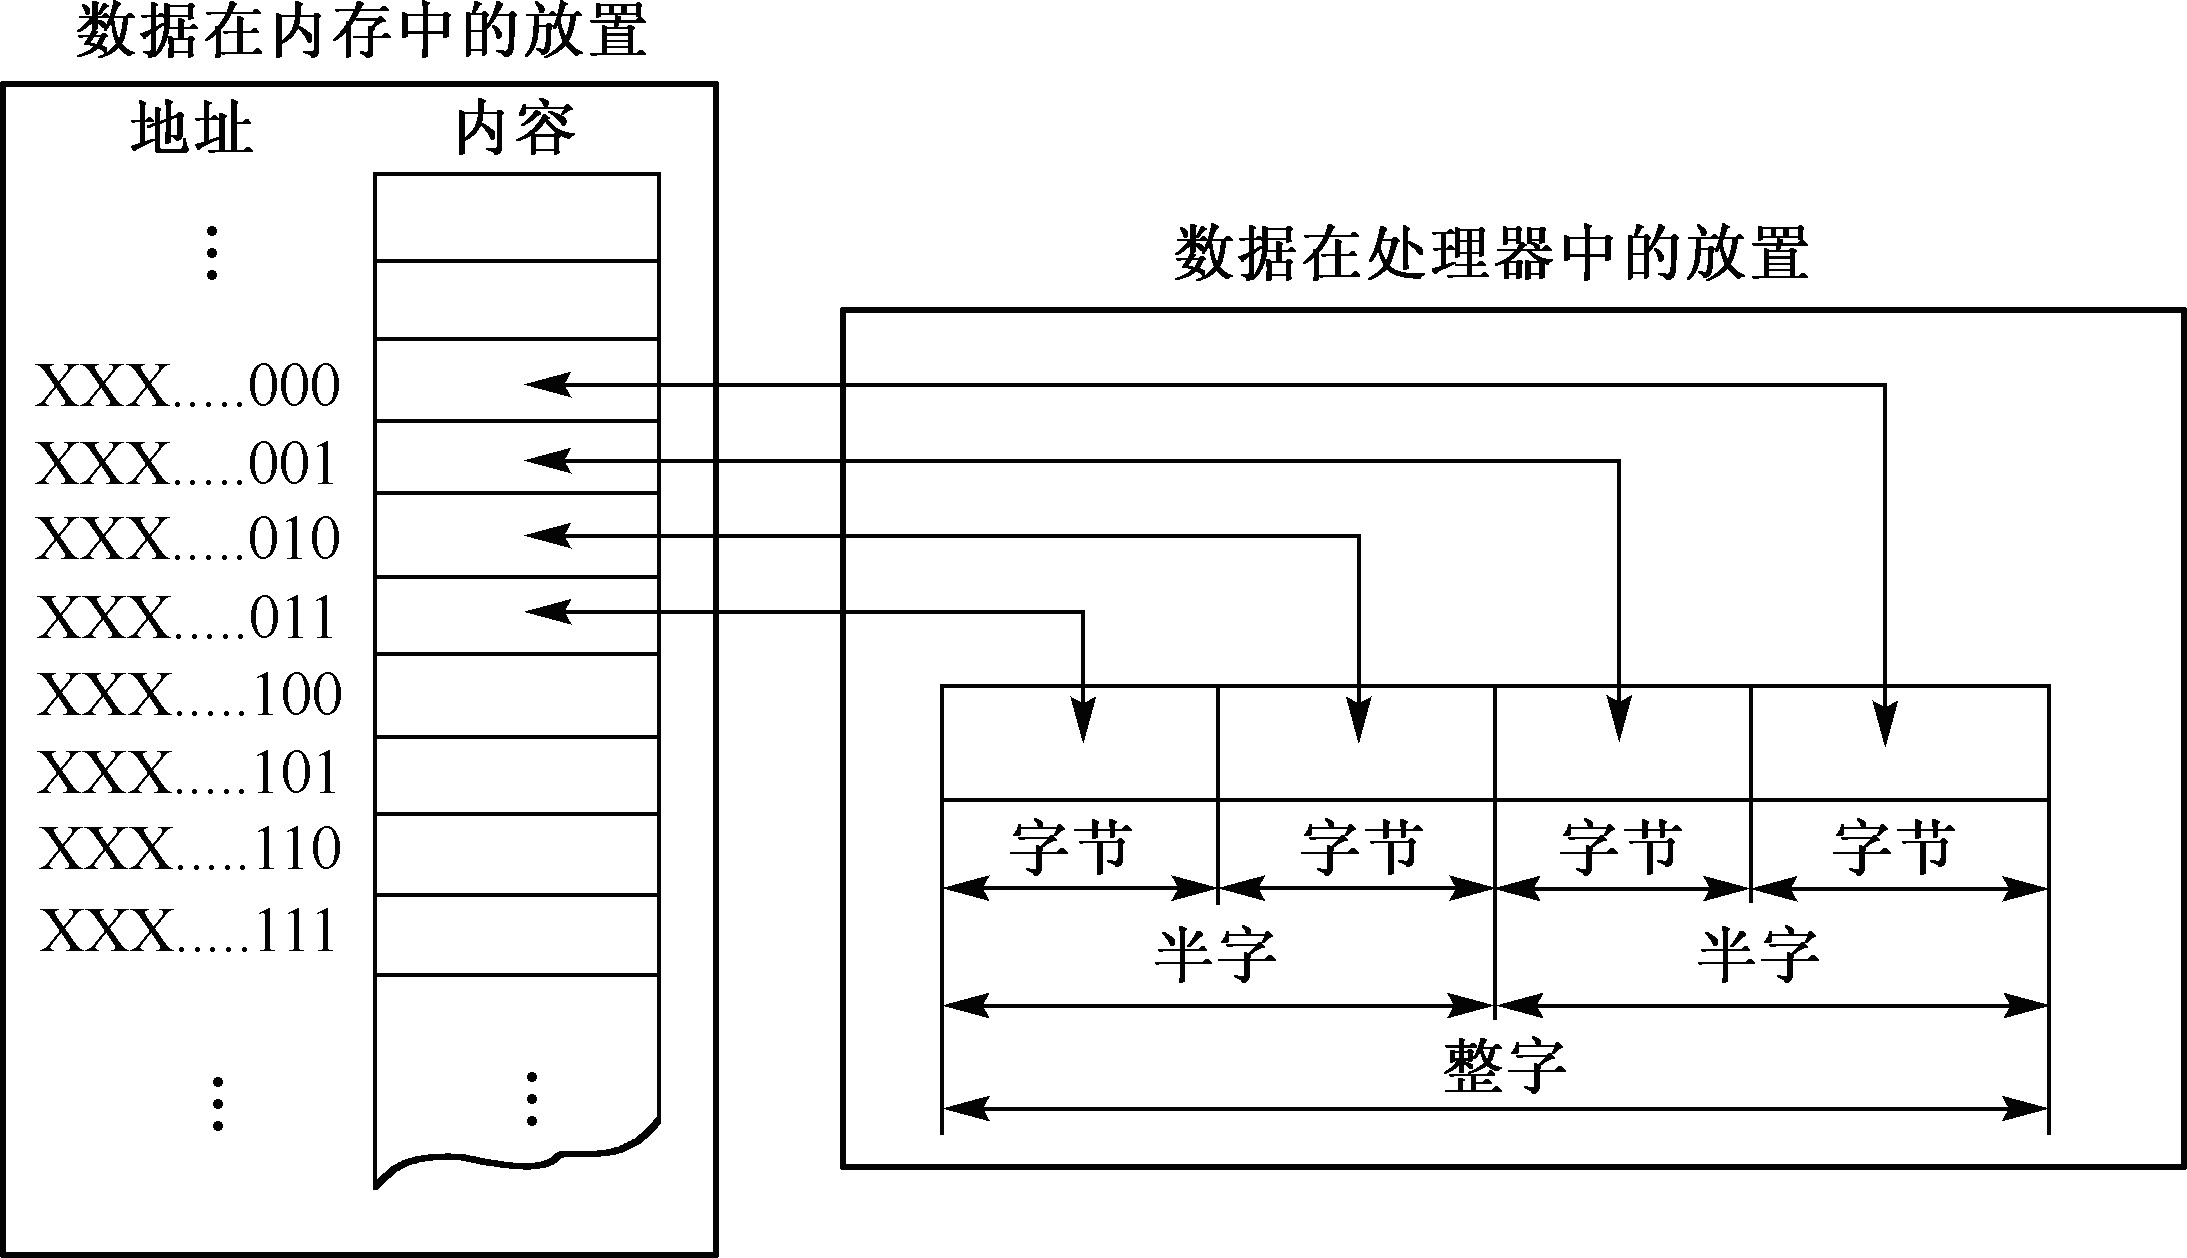 数据在内存中的放置
地址 内容
⋮
XXX.....000
XXX.....001
XXX.....010
XXX.....011
XXX.....100
XXX.....101
XXX.....110
XXX.....111
⋮ ⋮
数据在处理器中的放置
字节 字节 字节 字节
半字 半字
整字